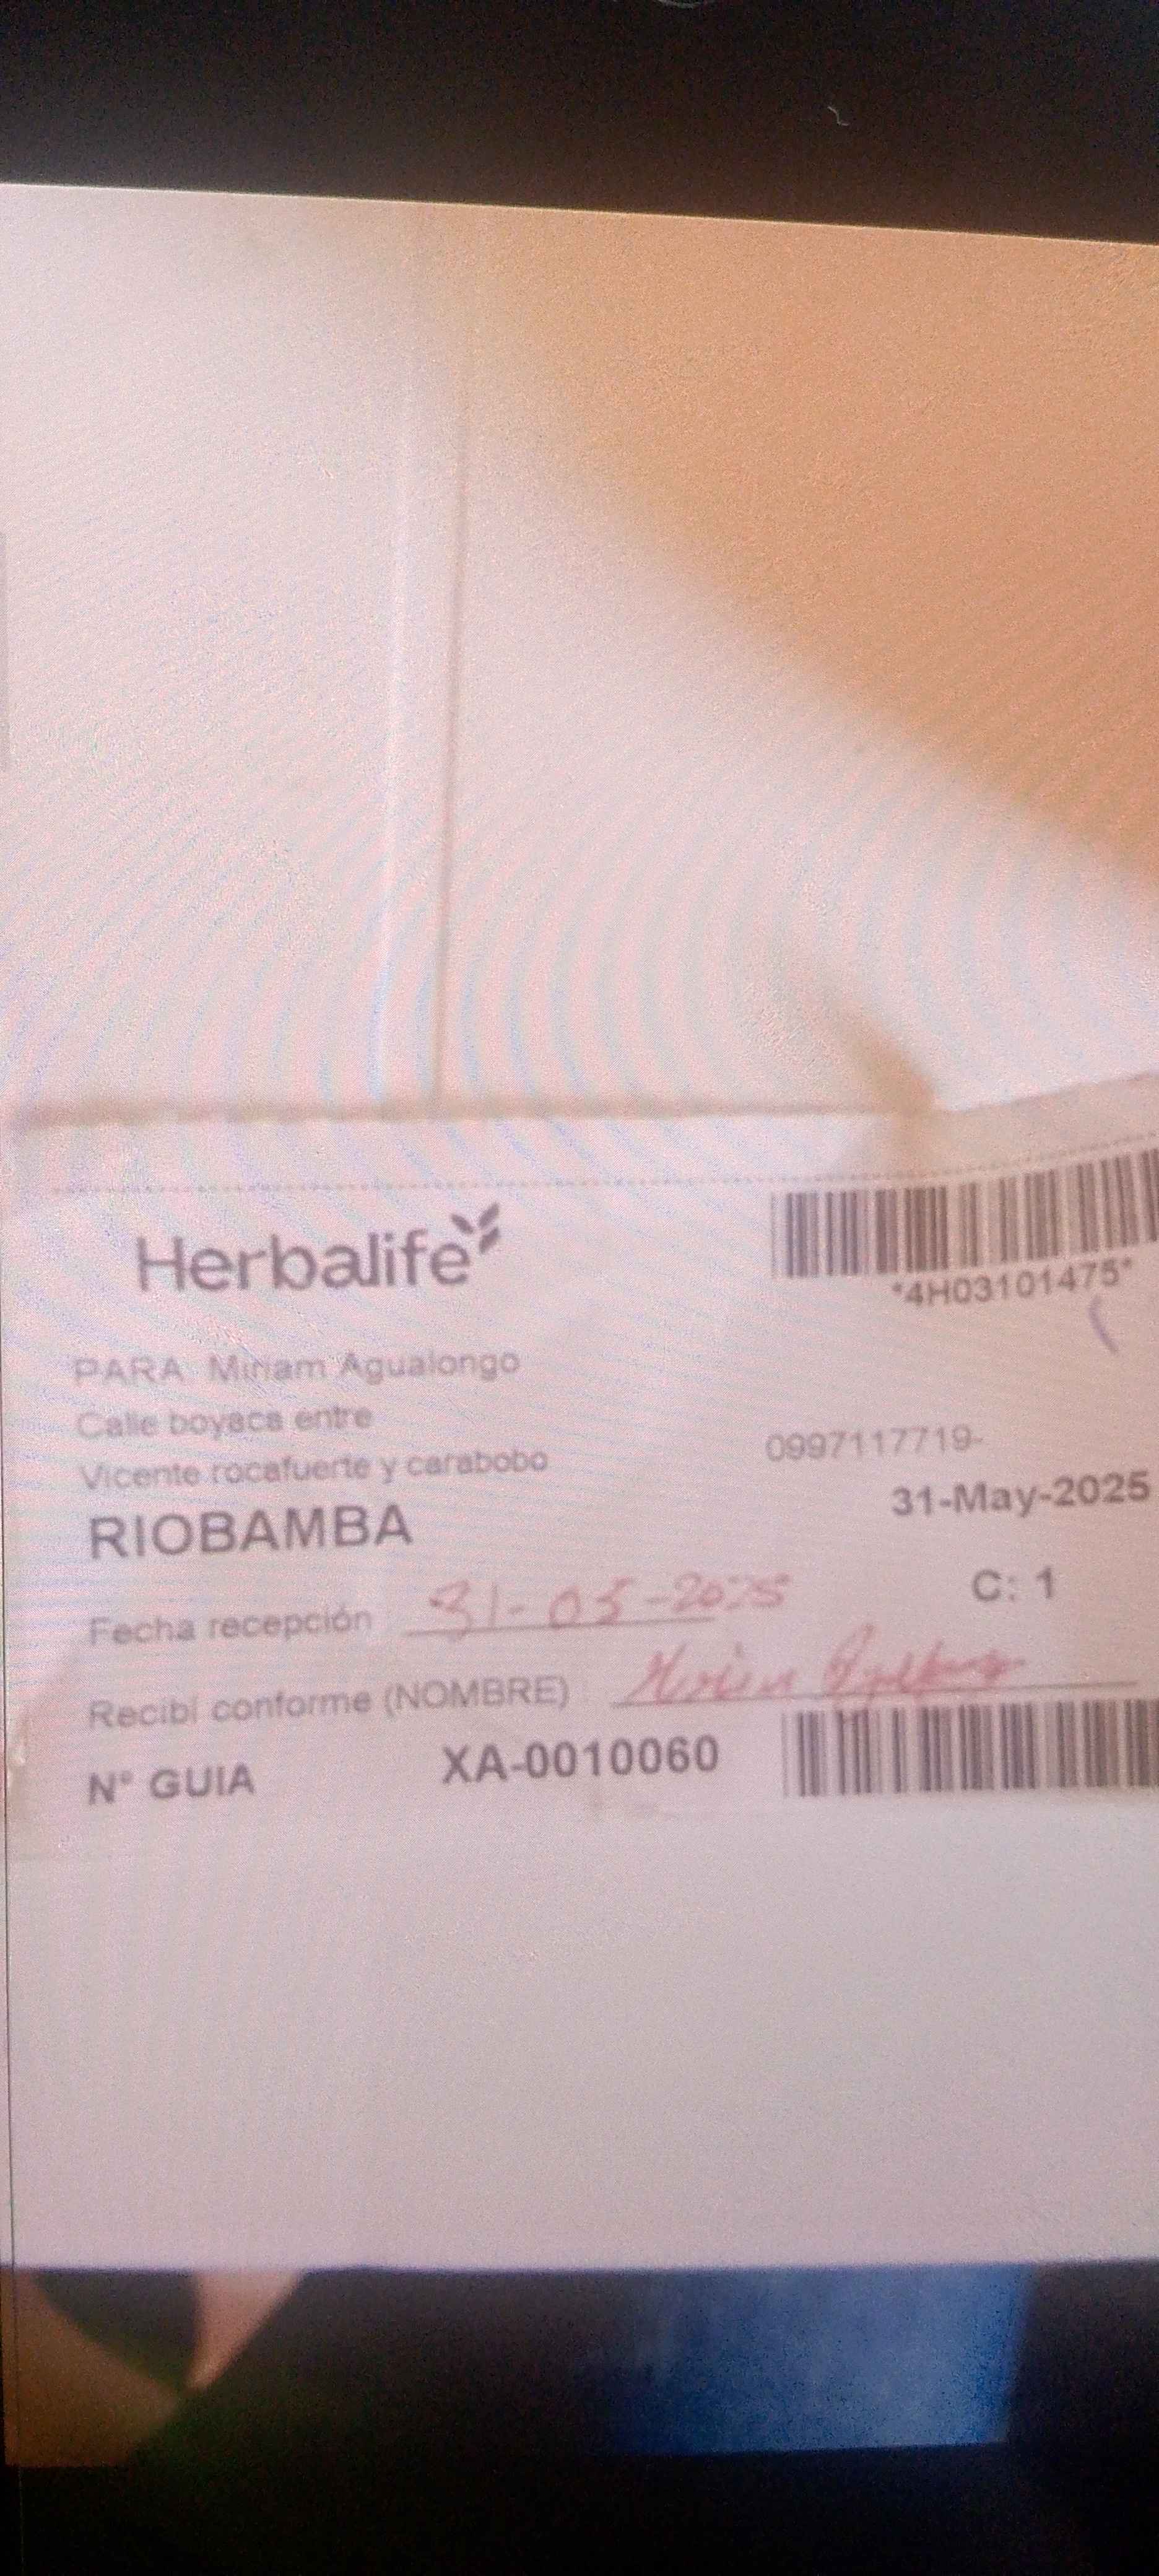 Herbalife
*4H03101475*
PARA Miriam Agualongo
Calle boyaca entre
Vicente rocafuerte y carabobo
0997117719-
RIOBAMBA
31-May-2025
C: 1
Fecha recepción 31-05-2025
Recibí conforme (NOMBRE)
N° GUIA XA-0010060